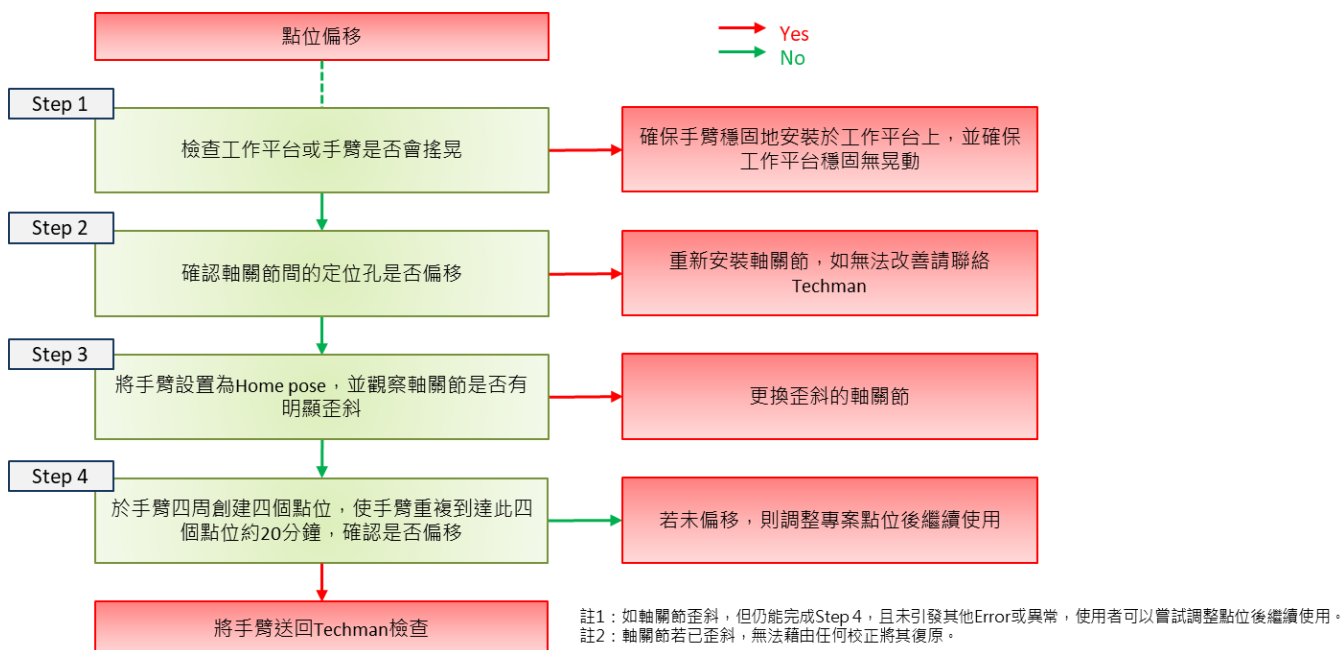 點位偏移
Yes
No
Step 1
檢查工作平台或手臂是否會搖晃
確保手臂穩固地安裝於工作平台上，並確保
工作平台穩固無晃動
Step 2
確認軸關節間的定位孔是否偏移
重新安裝軸關節，如無法改善請聯絡
Techman
Step 3
將手臂設置為Home pose，並觀察軸關節是否有
明顯歪斜
更換歪斜的軸關節
Step 4
於手臂四周創建四個點位，使手臂重複到達此四
個點位約20分鐘，確認是否偏移
若未偏移，則調整專案點位後繼續使用
將手臂送回Techman檢查
註1：如軸關節歪斜，但仍能完成Step 4，且未引發其他Error或異常，使用者可以嘗試調整點位後繼續使用。
註2：軸關節若已歪斜，無法藉由任何校正將其復原。